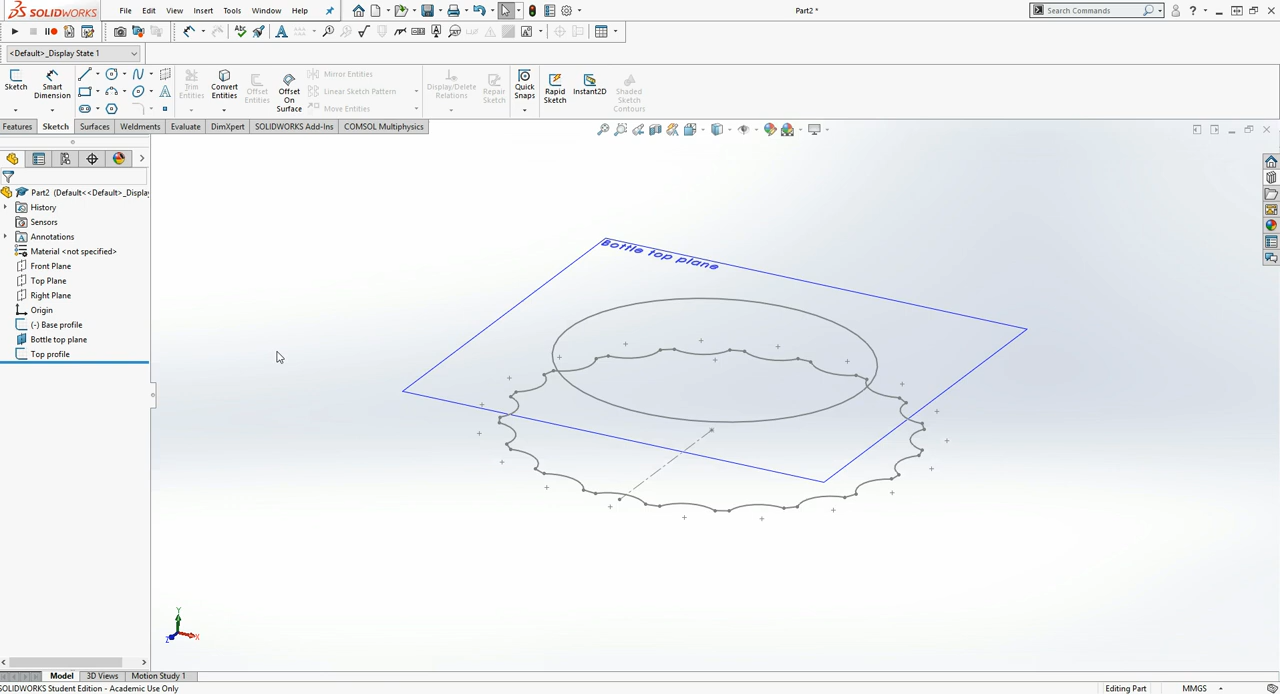 SOLIDWORKS
File Edit View Insert Tools Window Help
Part2 *
Search Commands
<Default>_Display State 1
Sketch
Smart Dimension
Trim Entities
Convert Entities
Offset Entities
Offset On Surface
Mirror Entities
Linear Sketch Pattern
Move Entities
Display/Delete Relations
Repair Sketch
Quick Snaps
Rapid Sketch
Instant2D
Shaded Sketch Contours
Features Sketch Surfaces Weldments Evaluate DimXpert SOLIDWORKS Add-Ins COMSOL Multiphysics
Part2 (Default<<Default>_Display
History
Sensors
Annotations
Material <not specified>
Front Plane
Top Plane
Right Plane
Origin
(-) Base profile
Bottle top plane
Top profile
Bottle top plane
Y
X
Z
Model 3D Views Motion Study 1
SOLIDWORKS Student Edition - Academic Use Only
Editing Part
MMGS